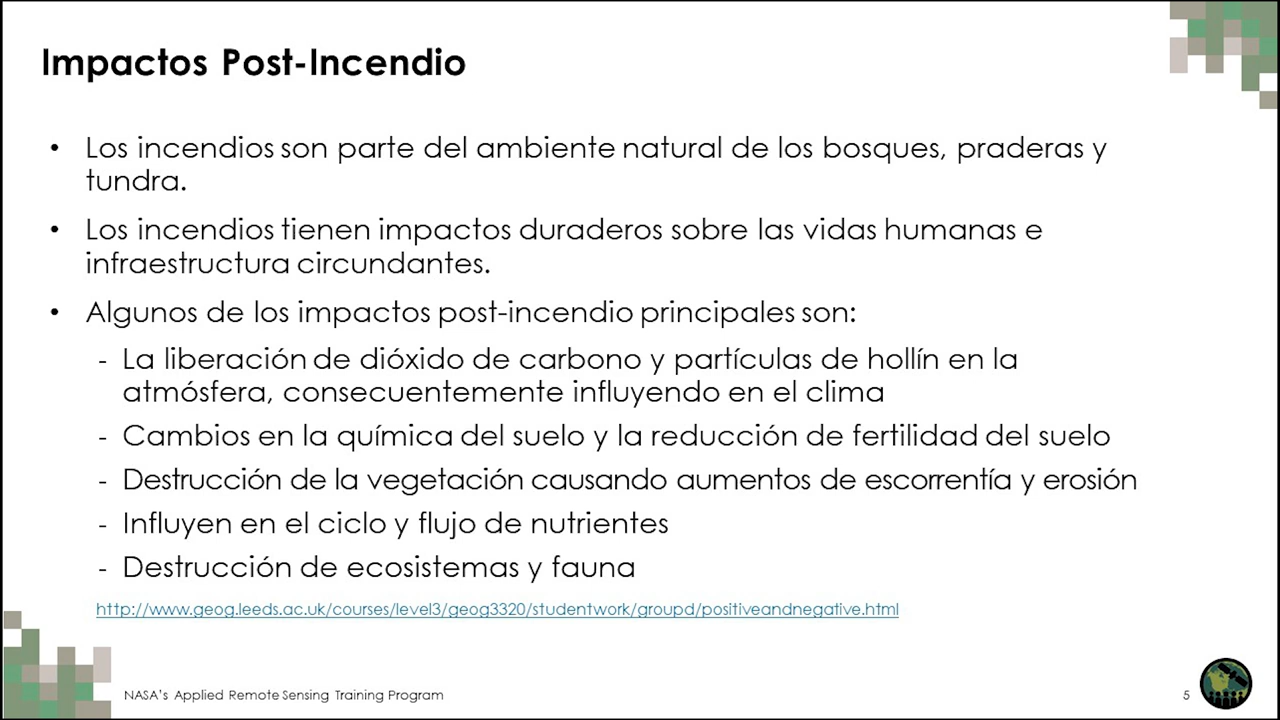 Impactos Post-Incendio
• Los incendios son parte del ambiente natural de los bosques, praderas y
tundra.
• Los incendios tienen impactos duraderos sobre las vidas humanas e
infraestructura circundantes.
• Algunos de los impactos post-incendio principales son:
- La liberación de dióxido de carbono y partículas de hollín en la
atmósfera, consecuentemente influyendo en el clima
- Cambios en la química del suelo y la reducción de fertilidad del suelo
- Destrucción de la vegetación causando aumentos de escorrentía y erosión
- Influyen en el ciclo y flujo de nutrientes
- Destrucción de ecosistemas y fauna
http://www.geog.leeds.ac.uk/courses/level3/geog3320/studentwork/groupd/positiveandnegative.html
NASA's Applied Remote Sensing Training Program
5